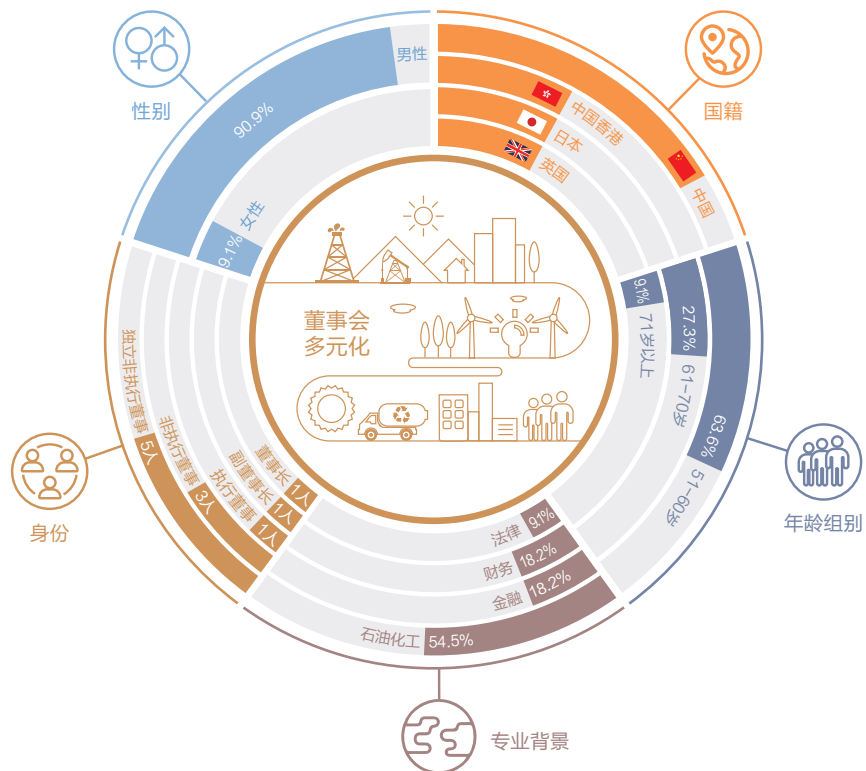 性别
男性
90.9%
女性
9.1%
国籍
中国
中国香港
日本
英国
年龄组别
63.6%
51-60岁
27.3%
61-70岁
9.1%
71岁以上
专业背景
法律
9.1%
财务
18.2%
金融
18.2%
石油化工
54.5%
身份
独立非执行董事
5人
非执行董事
3人
执行董事
1人
副董事长
1人
董事长
1人
董事会
多元化